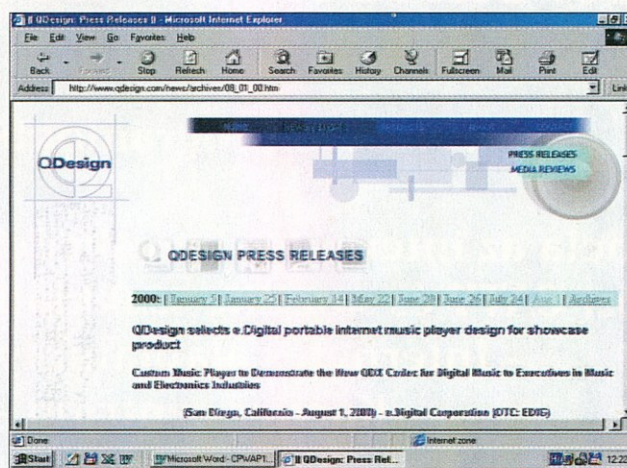 QDesign: Press Releases - Microsoft Internet Explorer
File Edit View Go Favorites Help
Back Forward Stop Refresh Home Search Favorites History Channels Fullscreen Mail Print Edit
Address http://www.qdesign.com/news/archives/08_01_00.htm Link
QDesign
PRESS RELEASES
MEDIA REVIEWS
QDESIGN PRESS RELEASES
2000: | January 5 | January 25 | February 14 | May 22 | June 20 | June 26 | July 24 | Aug 1 | Archives
QDesign selects e.Digital portable internet music player design for showcase
product
Custom Music Player to Demonstrate the New QDX Codec for Digital Music to Executives in Music
and Electronics Industries
(San Diego, California - August 1, 2000) - e.Digital Corporation (OTC: EDIG)
Done Internet zone
Start Microsoft Word - CPWAP1... QDesign: Press Rel... 12:22